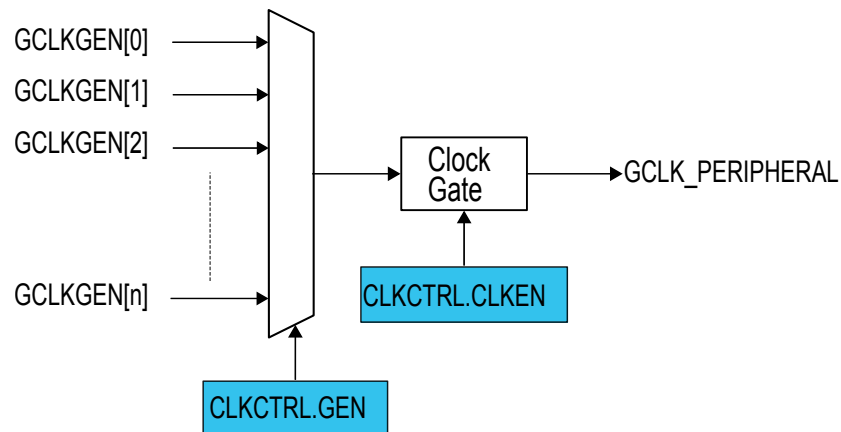 GCLKGEN[0]
GCLKGEN[1]
GCLKGEN[2]
Clock
Gate
GCLK_PERIPHERAL
GCLKGEN[n]
CLKCTRL.CLKEN
CLKCTRL.GEN